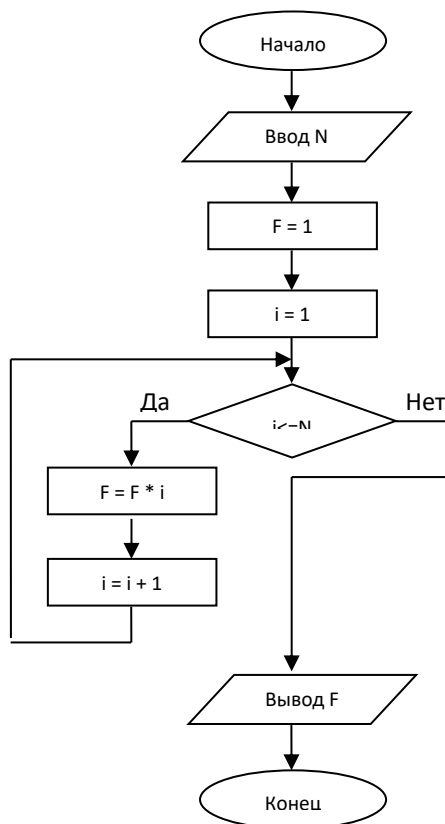 Начало
Ввод N
F = 1
i = 1
Да
Нет
i<=N
F = F * i
i = i + 1
Вывод F
Конец